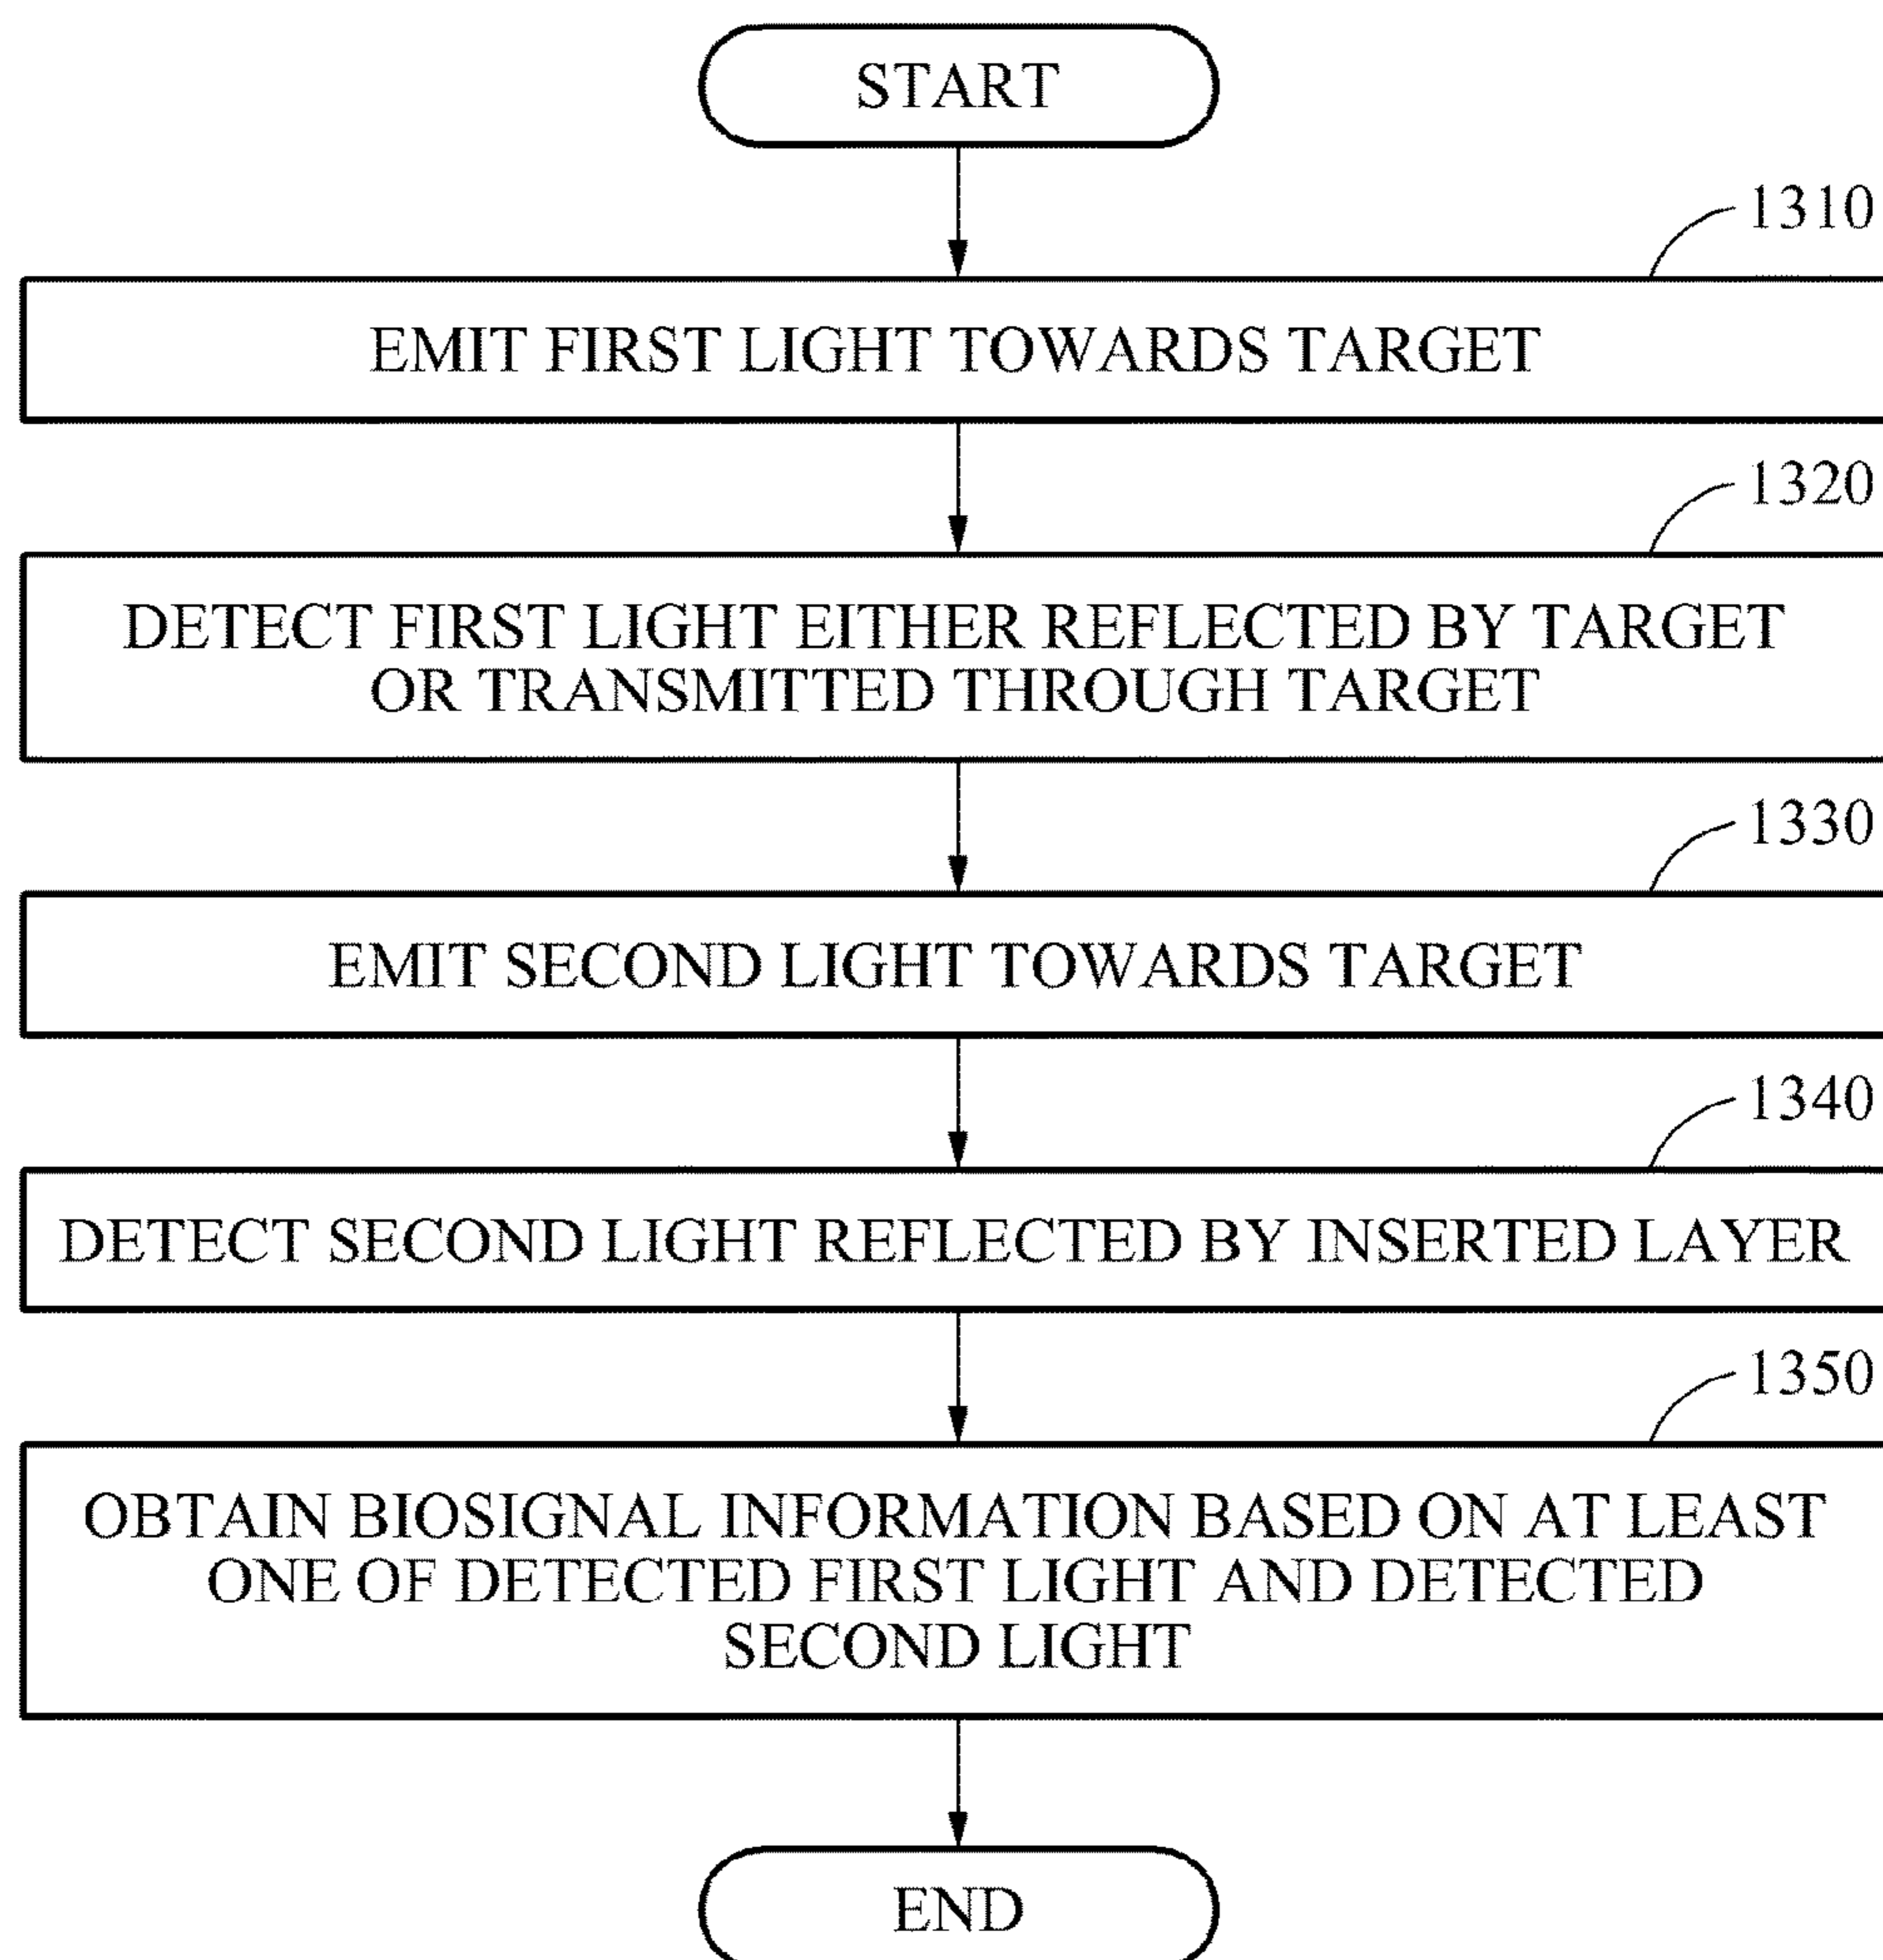 START
1310
EMIT FIRST LIGHT TOWARDS TARGET
1320
DETECT FIRST LIGHT EITHER REFLECTED BY TARGET
OR TRANSMITTED THROUGH TARGET
1330
EMIT SECOND LIGHT TOWARDS TARGET
1340
DETECT SECOND LIGHT REFLECTED BY INSERTED LAYER
1350
OBTAIN BIOSIGNAL INFORMATION BASED ON AT LEAST
ONE OF DETECTED FIRST LIGHT AND DETECTED
SECOND LIGHT
END